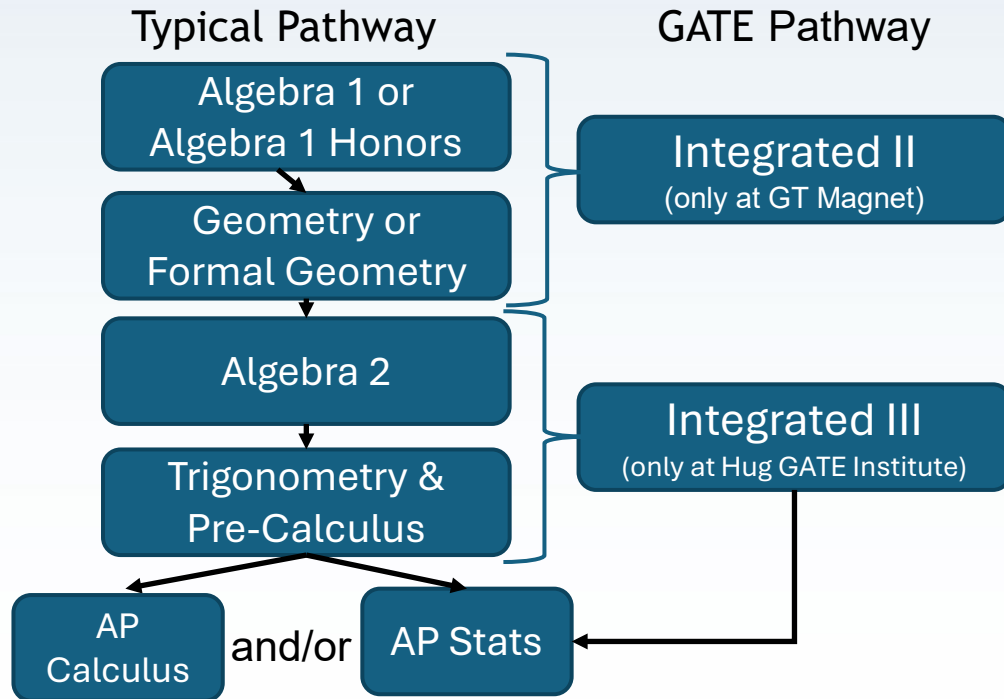 Typical Pathway
GATE Pathway
Algebra 1 or
Algebra 1 Honors
Integrated II
(only at GT Magnet)
Geometry or
Formal Geometry
Algebra 2
Integrated III
(only at Hug GATE Institute)
Trigonometry &
Pre-Calculus
AP
Calculus
and/or
AP Stats